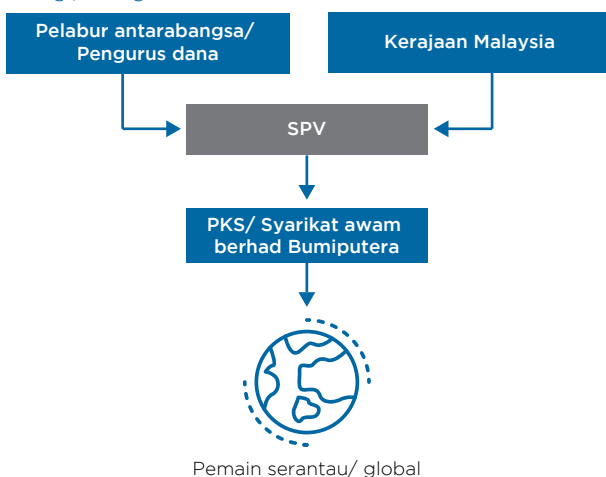 Pelabur antarabangsa/
Pengurus dana
Kerajaan Malaysia
SPV
PKS/ Syarikat awam
berhad Bumiputera
Pemain serantau/ global